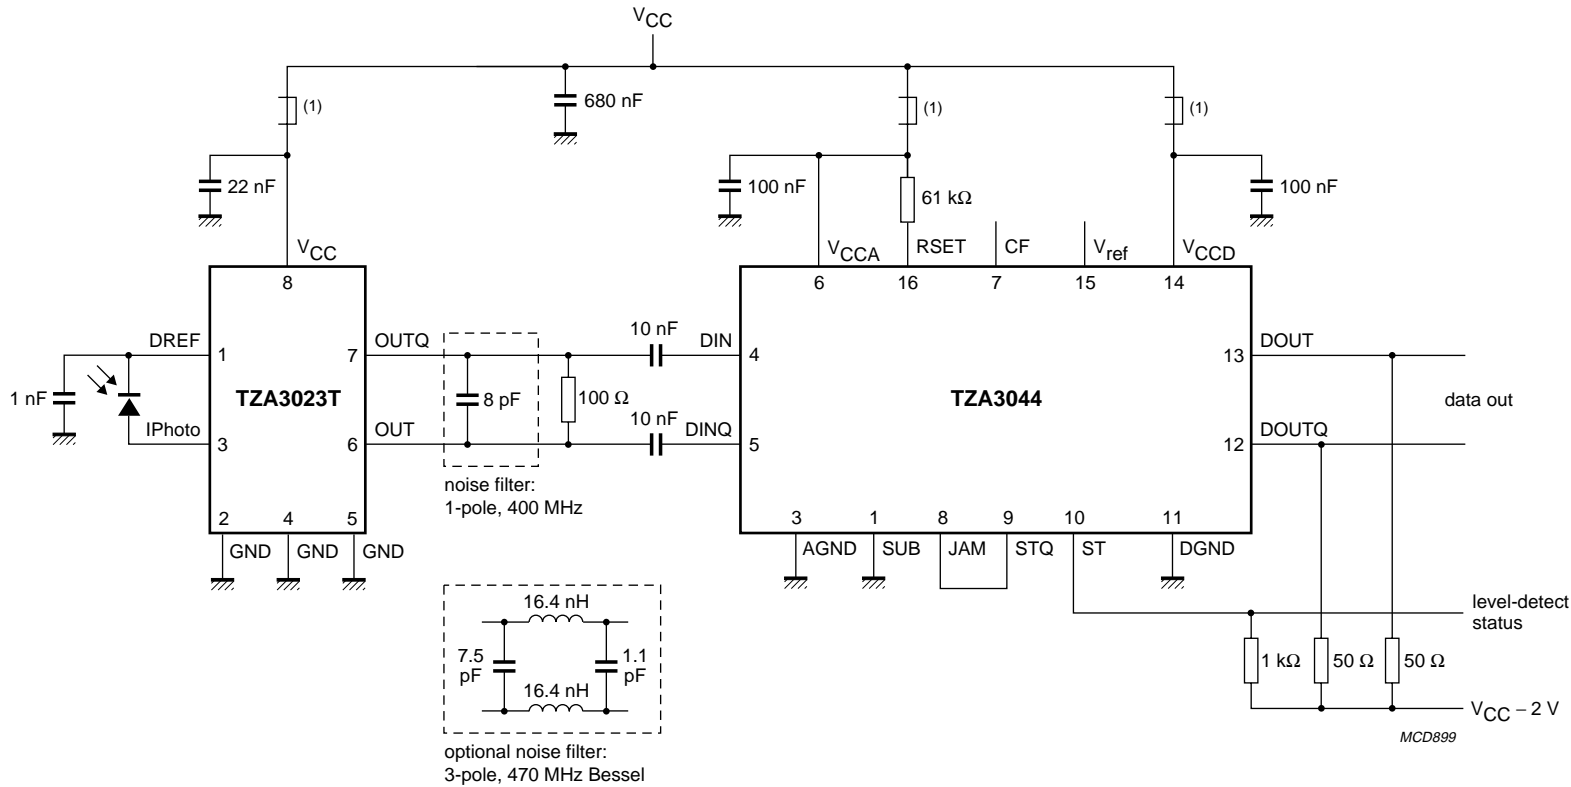 VCC
(1)
680 nF
(1)
(1)
22 nF
100 nF
61 kΩ
100 nF
VCC
VCCA
RSET
CF
Vref
VCCD
8
6
16
7
15
14
DREF
1
7
OUTQ
10 nF
DIN
4
13
DOUT
1 nF
TZA3023T
8 pF
100 Ω
TZA3044
data out
IPhoto
3
6
OUT
10 nF
DINQ
5
12
DOUTQ
noise filter:
1-pole, 400 MHz
2
4
5
3
1
8
9
10
11
GND
GND
GND
AGND
SUB
JAM
STQ
ST
DGND
16.4 nH
7.5
pF
1.1
pF
16.4 nH
level-detect
status
1 kΩ
50 Ω
50 Ω
VCC – 2 V
MCD899
optional noise filter:
3-pole, 470 MHz Bessel